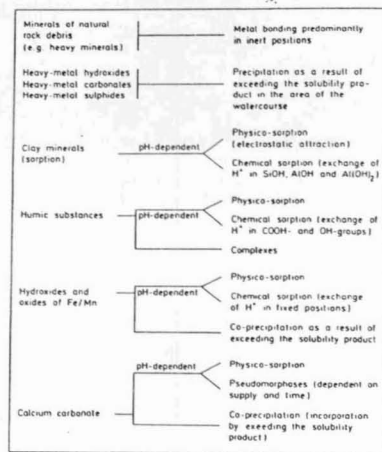 Minerals of natural
rock debris
(e.g. heavy minerals)
Metal bonding predominantly
in inert positions
Heavy-metal hydroxides
Heavy-metal carbonates
Heavy-metal sulphides
Precipitation as a result of
exceeding the solubility pro-
duct in the area of the
watercourse
Clay minerals
(sorption)
pH-dependent
Physico-sorption
(electrostatic attraction)
Chemical sorption (exchange of
H⁺ in SiOH, AlOH and Al(OH)₂)
Humic substances
pH-dependent
Physico-sorption
Chemical sorption (exchange of
H⁺ in COOH- and OH-groups)
Complexes
Hydroxides and
oxides of Fe/Mn
pH-dependent
Physico-sorption
Chemical sorption (exchange
of H⁺ in fixed positions)
Co-precipitation as a result of
exceeding the solubility product
Calcium carbonate
pH-dependent
Physico-sorption
Pseudomorphoses (dependent on
supply and time)
Co-precipitation (incorporation
by exeeding the solubility
product)